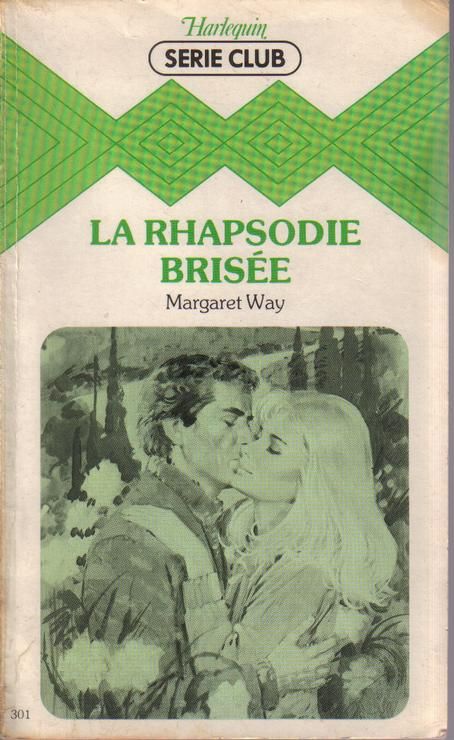 Harlequin
SERIE CLUB
LA RHAPSODIE
BRISÉE
Margaret Way
301